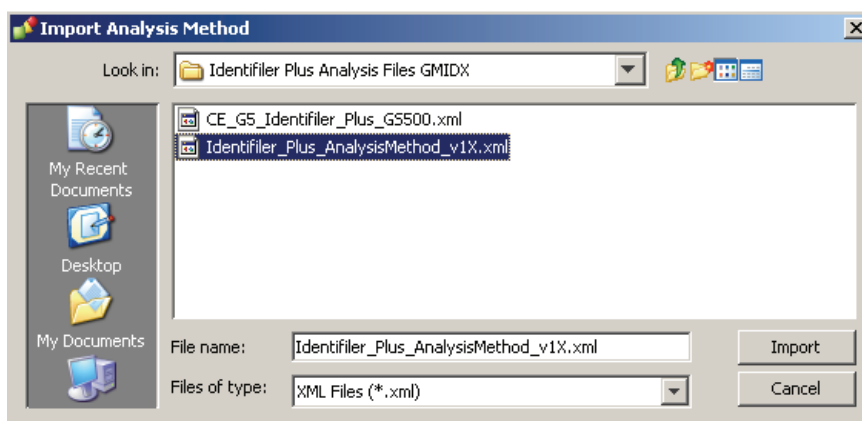 Import Analysis Method
Look in: Identifiler Plus Analysis Files GMIDX
CE_G5_Identifiler_Plus_GS500.xml
Identifiler_Plus_AnalysisMethod_v1X.xml
My Recent
Documents
Desktop
My Documents
File name: Identifiler_Plus_AnalysisMethod_v1X.xml Import
Files of type: XML Files (*.xml) Cancel